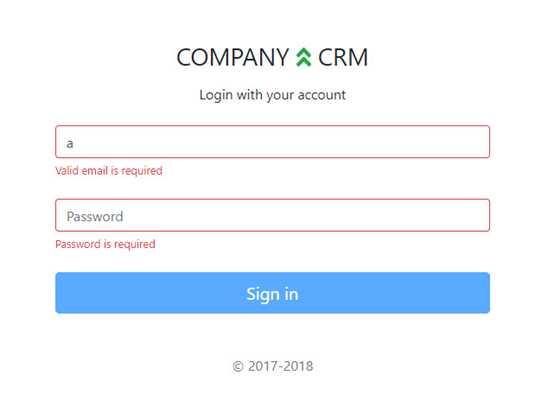 COMPANY CRM
Login with your account
a
Valid email is required
Password
Password is required
Sign in
© 2017-2018